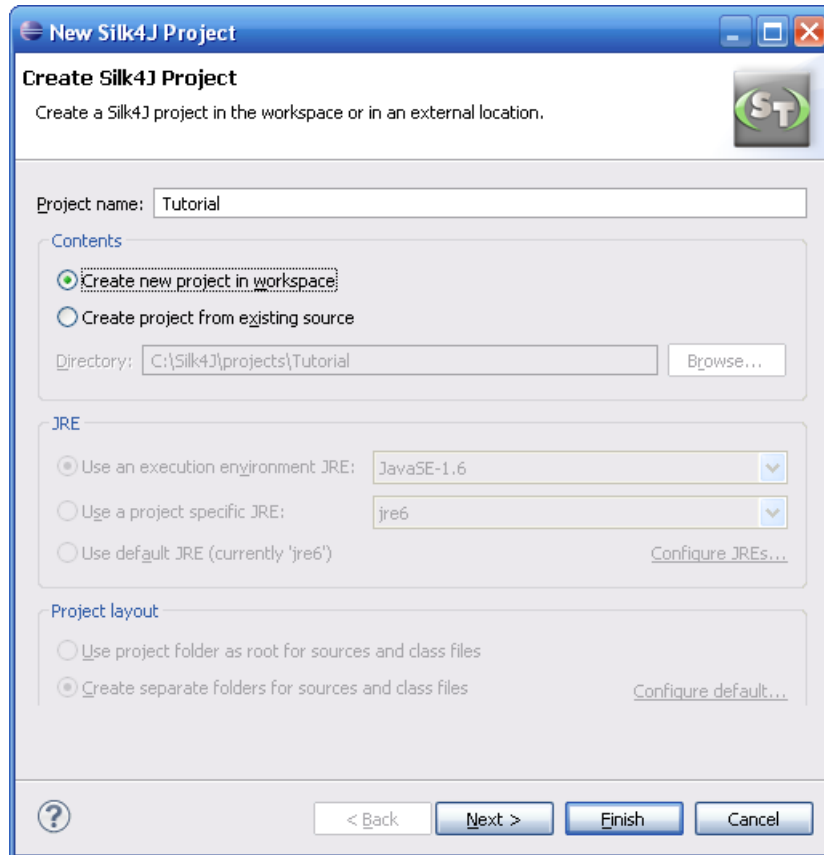 New Silk4J Project
Create Silk4J Project
Create a Silk4J project in the workspace or in an external location.
ST
Project name: Tutorial
Contents
Create new project in workspace
Create project from existing source
Directory: C:\Silk4J\projects\Tutorial Browse...
JRE
Use an execution environment JRE: JavaSE-1.6
Use a project specific JRE: jre6
Use default JRE (currently 'jre6') Configure JREs...
Project layout
Use project folder as root for sources and class files
Create separate folders for sources and class files Configure default...
? < Back Next > Finish Cancel